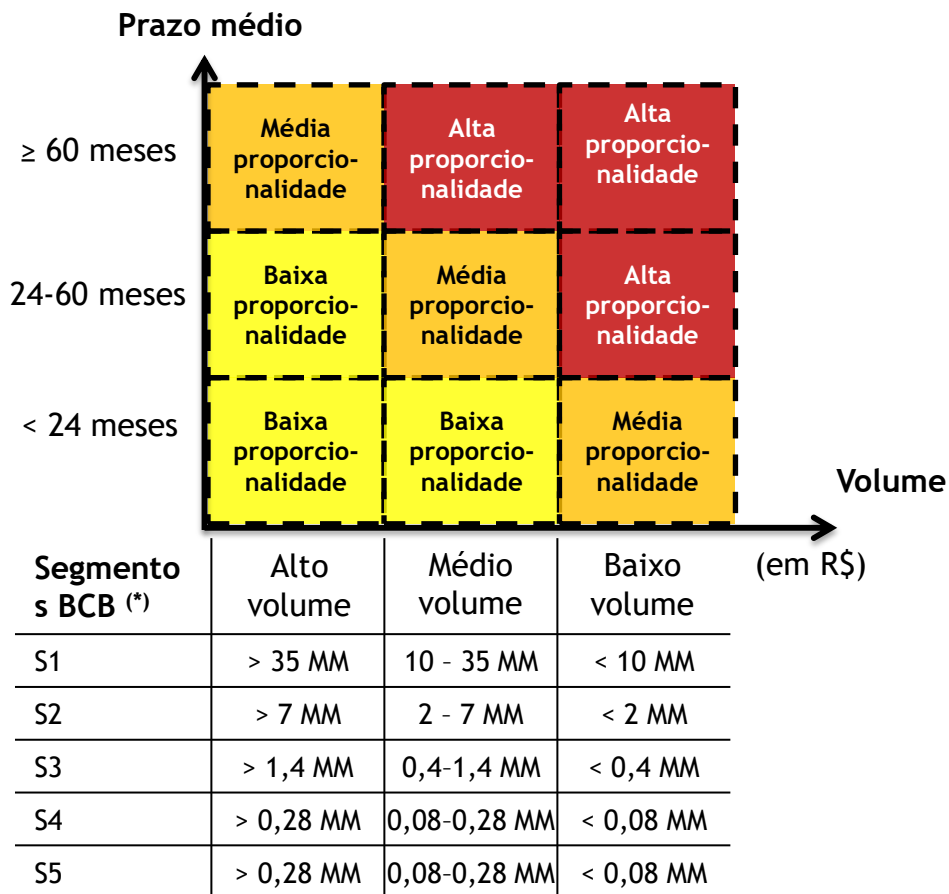 Prazo médio
≥ 60 meses
Média
proporcio-
nalidade
Alta
proporcio-
nalidade
Alta
proporcio-
nalidade
24-60 meses
Baixa
proporcio-
nalidade
Média
proporcio-
nalidade
Alta
proporcio-
nalidade
< 24 meses
Baixa
proporcio-
nalidade
Baixa
proporcio-
nalidade
Média
proporcio-
nalidade
Volume
(em R$)
Segmento
s BCB (*)
Alto
volume
Médio
volume
Baixo
volume
S1 > 35 MM 10 - 35 MM < 10 MM
S2 > 7 MM 2 - 7 MM < 2 MM
S3 > 1,4 MM 0,4-1,4 MM < 0,4 MM
S4 > 0,28 MM 0,08-0,28 MM < 0,08 MM
S5 > 0,28 MM 0,08-0,28 MM < 0,08 MM